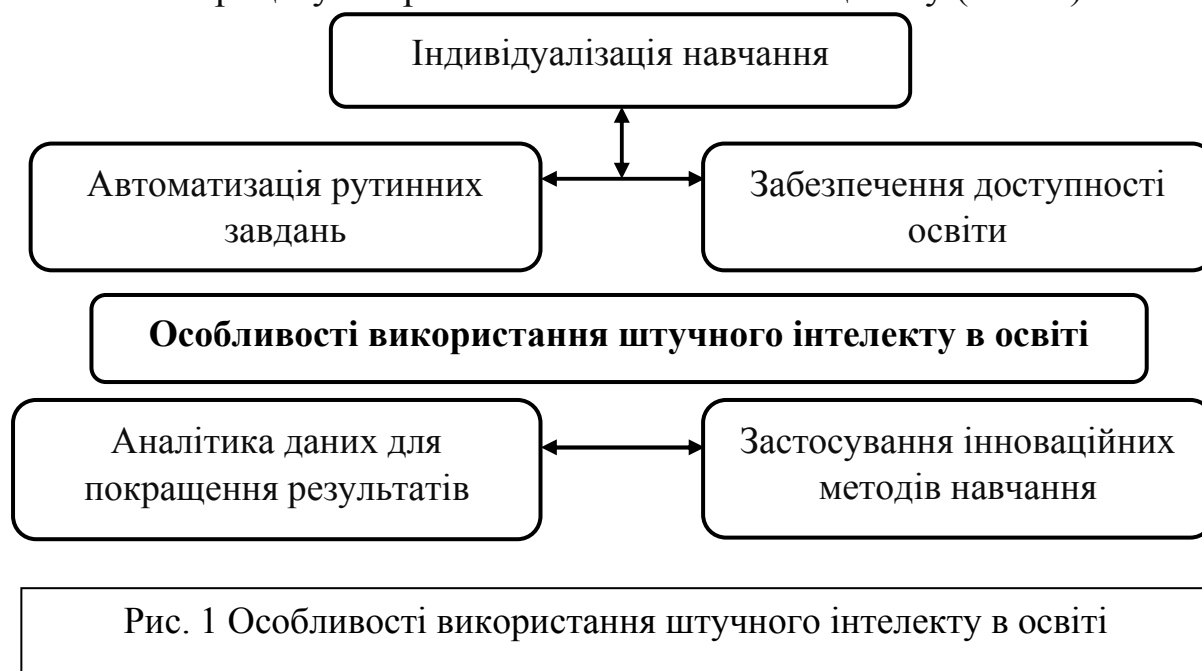 Індивідуалізація навчання
Автоматизація рутинних
завдань
Забезпечення доступності
освіти
Особливості використання штучного інтелекту в освіті
Аналітика даних для
покращення результатів
Застосування інноваційних
методів навчання
Рис. 1 Особливості використання штучного інтелекту в освіті